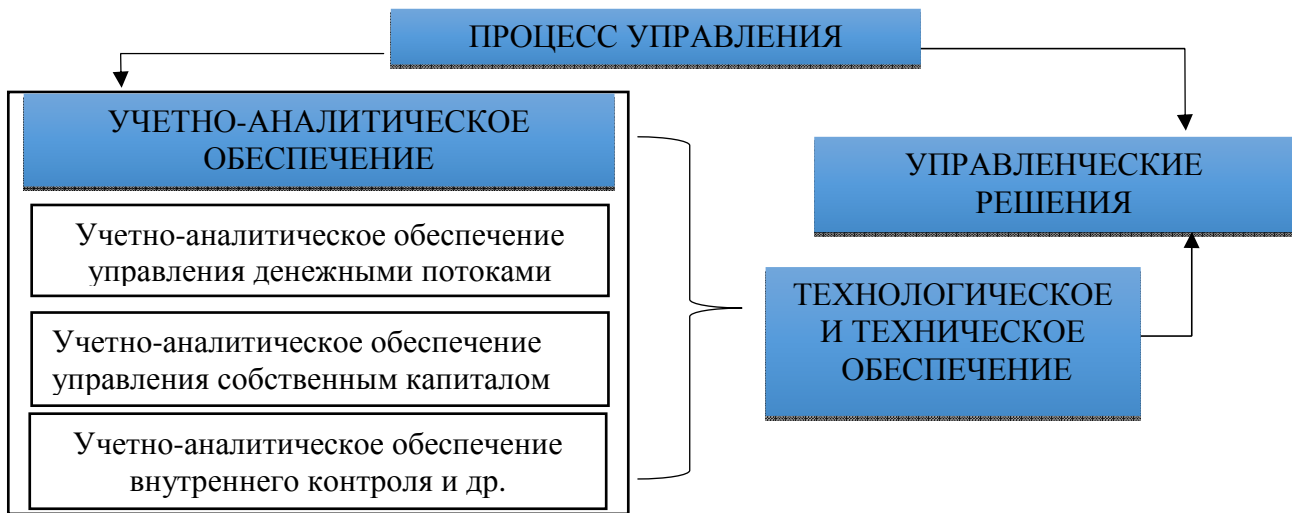 ПРОЦЕСС УПРАВЛЕНИЯ
УЧЕТНО-АНАЛИТИЧЕСКОЕ
ОБЕСПЕЧЕНИЕ
Учетно-аналитическое обеспечение
управления денежными потоками
Учетно-аналитическое обеспечение
управления собственным капиталом
Учетно-аналитическое обеспечение
внутреннего контроля и др.
УПРАВЛЕНЧЕСКИЕ
РЕШЕНИЯ
ТЕХНОЛОГИЧЕСКОЕ
И ТЕХНИЧЕСКОЕ
ОБЕСПЕЧЕНИЕ